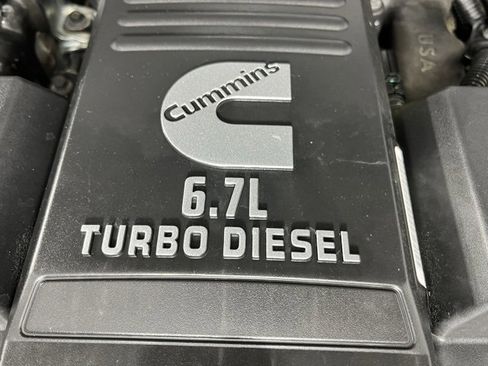 USA
Cummins
6.7L
TURBO DIESEL